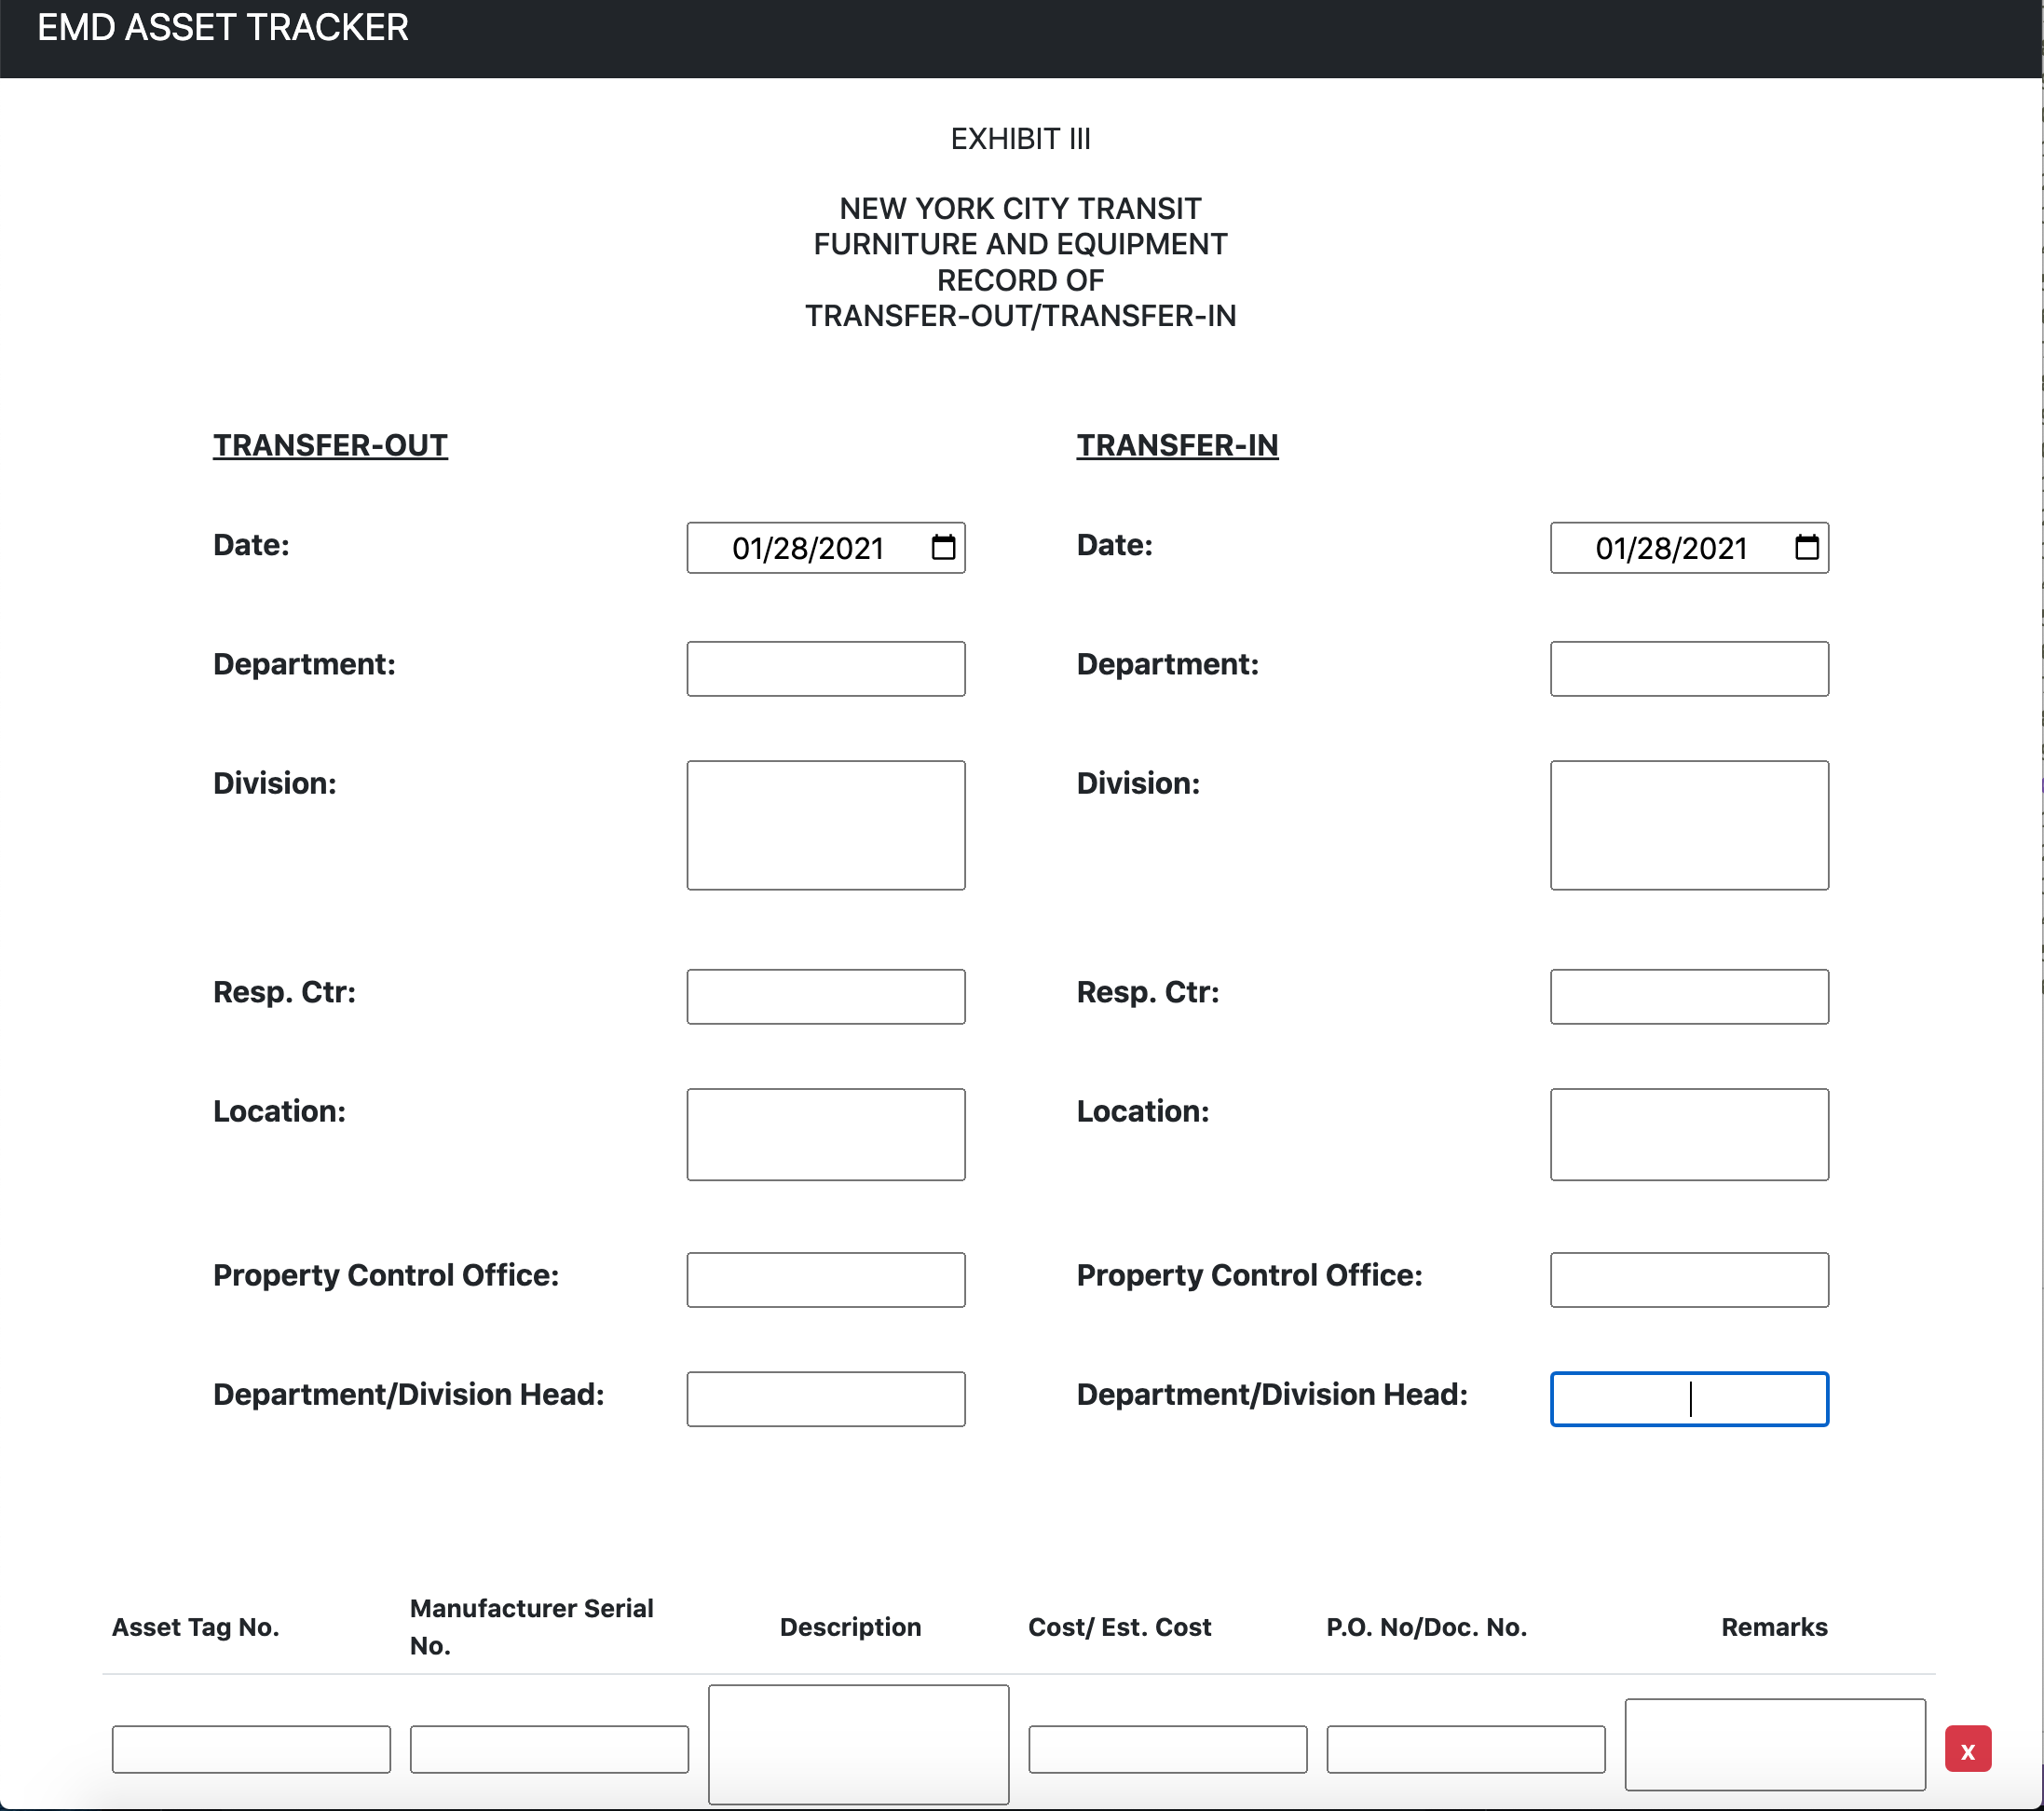 EMD ASSET TRACKER
EXHIBIT III
NEW YORK CITY TRANSIT
FURNITURE AND EQUIPMENT
RECORD OF
TRANSFER-OUT/TRANSFER-IN
TRANSFER-OUT
Date: 01/28/2021
Department:
Division:
Resp. Ctr:
Location:
Property Control Office:
Department/Division Head:
TRANSFER-IN
Date: 01/28/2021
Department:
Division:
Resp. Ctr:
Location:
Property Control Office:
Department/Division Head:
Asset Tag No.
Manufacturer Serial
No.
Description
Cost/ Est. Cost
P.O. No/Doc. No.
Remarks
x